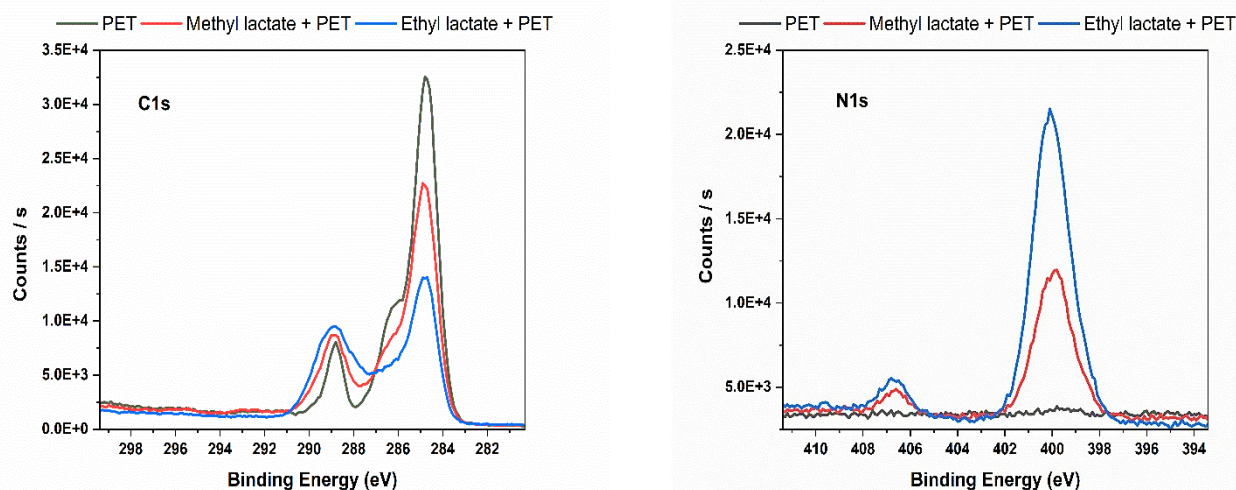 PET Methyl lactate + PET Ethyl lactate + PET
3.5E+4
3.0E+4
2.5E+4
2.0E+4
1.5E+4
1.0E+4
5.0E+3
0.0E+0
C1s
Counts / s
298 296 294 292 290 288 286 284 282
Binding Energy (eV)
PET Methyl lactate + PET Ethyl lactate + PET
2.5E+4
2.0E+4
1.5E+4
1.0E+4
5.0E+3
N1s
Counts / s
410 408 406 404 402 400 398 396 394
Binding Energy (eV)